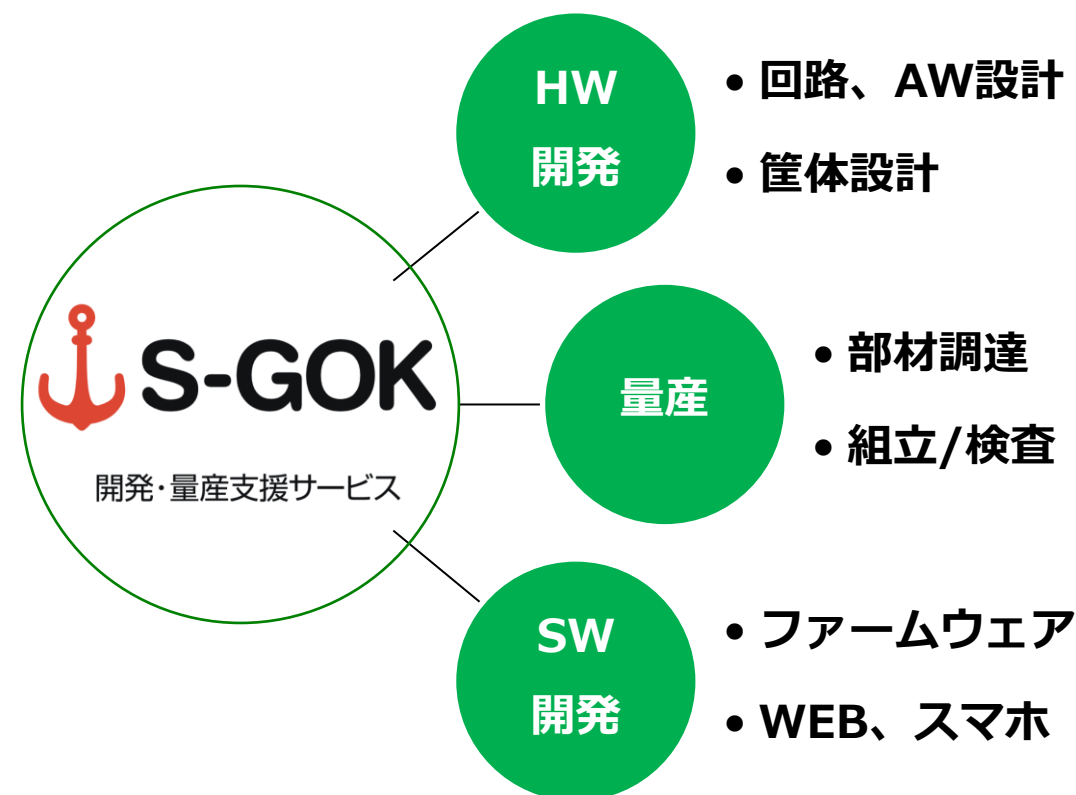 S-GOK
開発・量産支援サービス
HW
開発
• 回路、AW設計
• 筐体設計
量産
• 部材調達
• 組立/検査
SW
開発
• ファームウェア
• WEB、スマホ